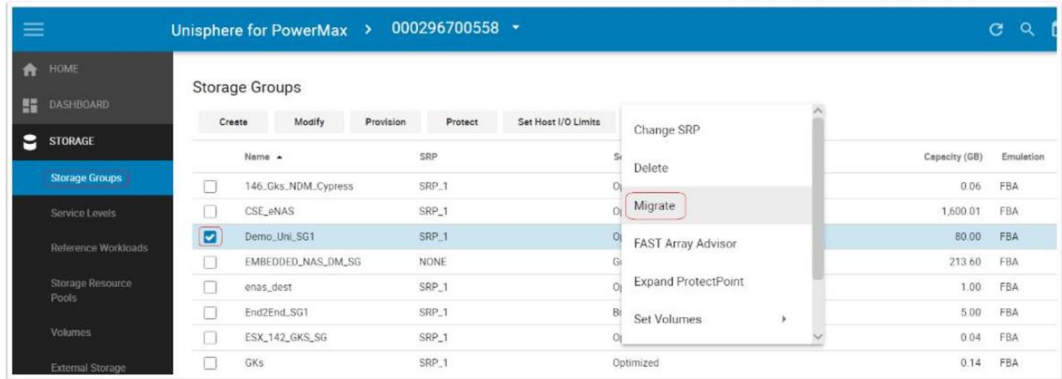 Unisphere for PowerMax > 000296700558
HOME
DASHBOARD
STORAGE
Storage Groups
Service Levels
Reference Workloads
Storage Resource
Pools
Volumes
External Storage
Storage Groups
Create Modify Provision Protect Set Host I/O Limits
Name SRP Capacity (GB) Emulation
146_Gks_NDM_Cypress SRP_1 0.06 FBA
CSE_eNAS SRP_1 1,600.01 FBA
Demo_Uni_SG1 SRP_1 80.00 FBA
EMBEDDED_NAS_DM_SG NONE 213.60 FBA
enas_dest SRP_1 1.00 FBA
End2End_SG1 SRP_1 5.00 FBA
ESX_142_GKS_SG SRP_1 0.04 FBA
GKs SRP_1 Optimized 0.14 FBA
Change SRP
Delete
Migrate
FAST Array Advisor
Expand ProtectPoint
Set Volumes